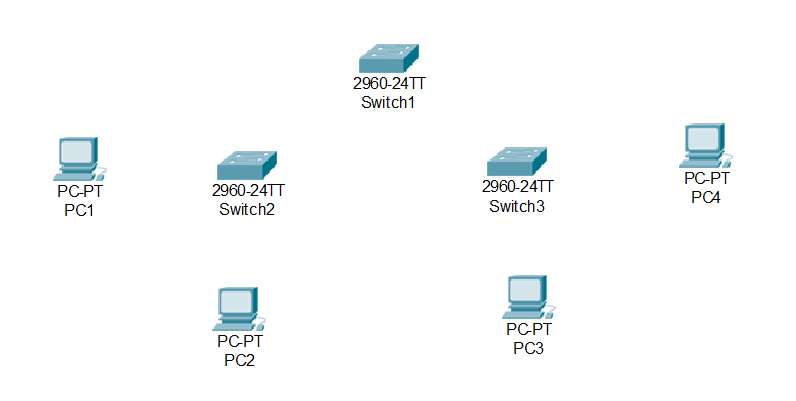 2960-24TT
Switch1
PC-PT
PC1
2960-24TT
Switch2
2960-24TT
Switch3
PC-PT
PC4
PC-PT
PC2
PC-PT
PC3